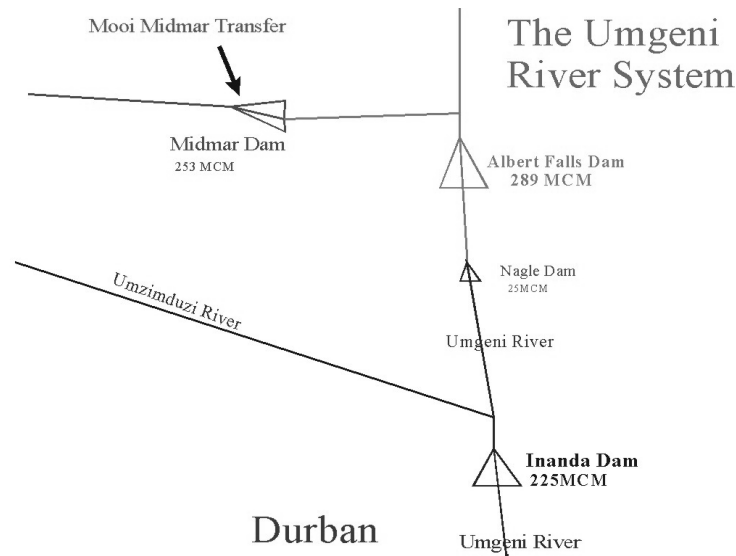 Mooi Midmar Transfer
The Umgeni
River System
Midmar Dam
253 MCM
Albert Falls Dam
289 MCM
Nagle Dam
25MCM
Umzimduzi River
Umgeni River
Inanda Dam
225MCM
Durban
Umgeni River